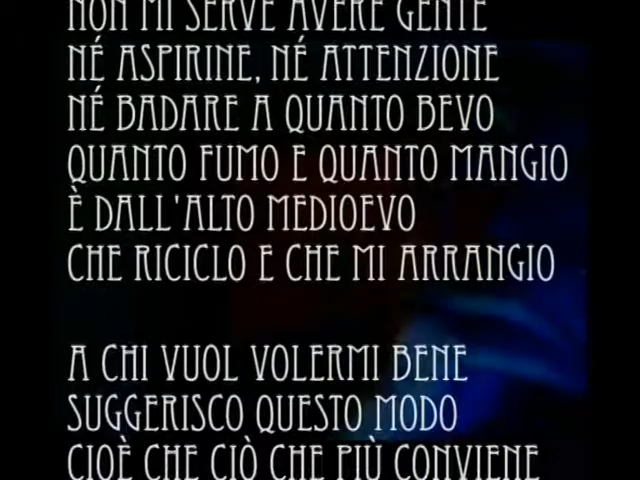 NON MI SERVE AVERE GENTE
NÉ ASPIRINE, NÉ ATTENZIONE
NÉ BADARE A QUANTO BEVO
QUANTO FUMO E QUANTO MANGIO
È DALL'ALTO MEDIOEVO
CHE RICICLO E CHE MI ARRANGIO
A CHI VUOL VOLERMI BENE
SUGGERISCO QUESTO MODO
CIOÈ CHE CIÒ CHE PIÙ CONVIENE